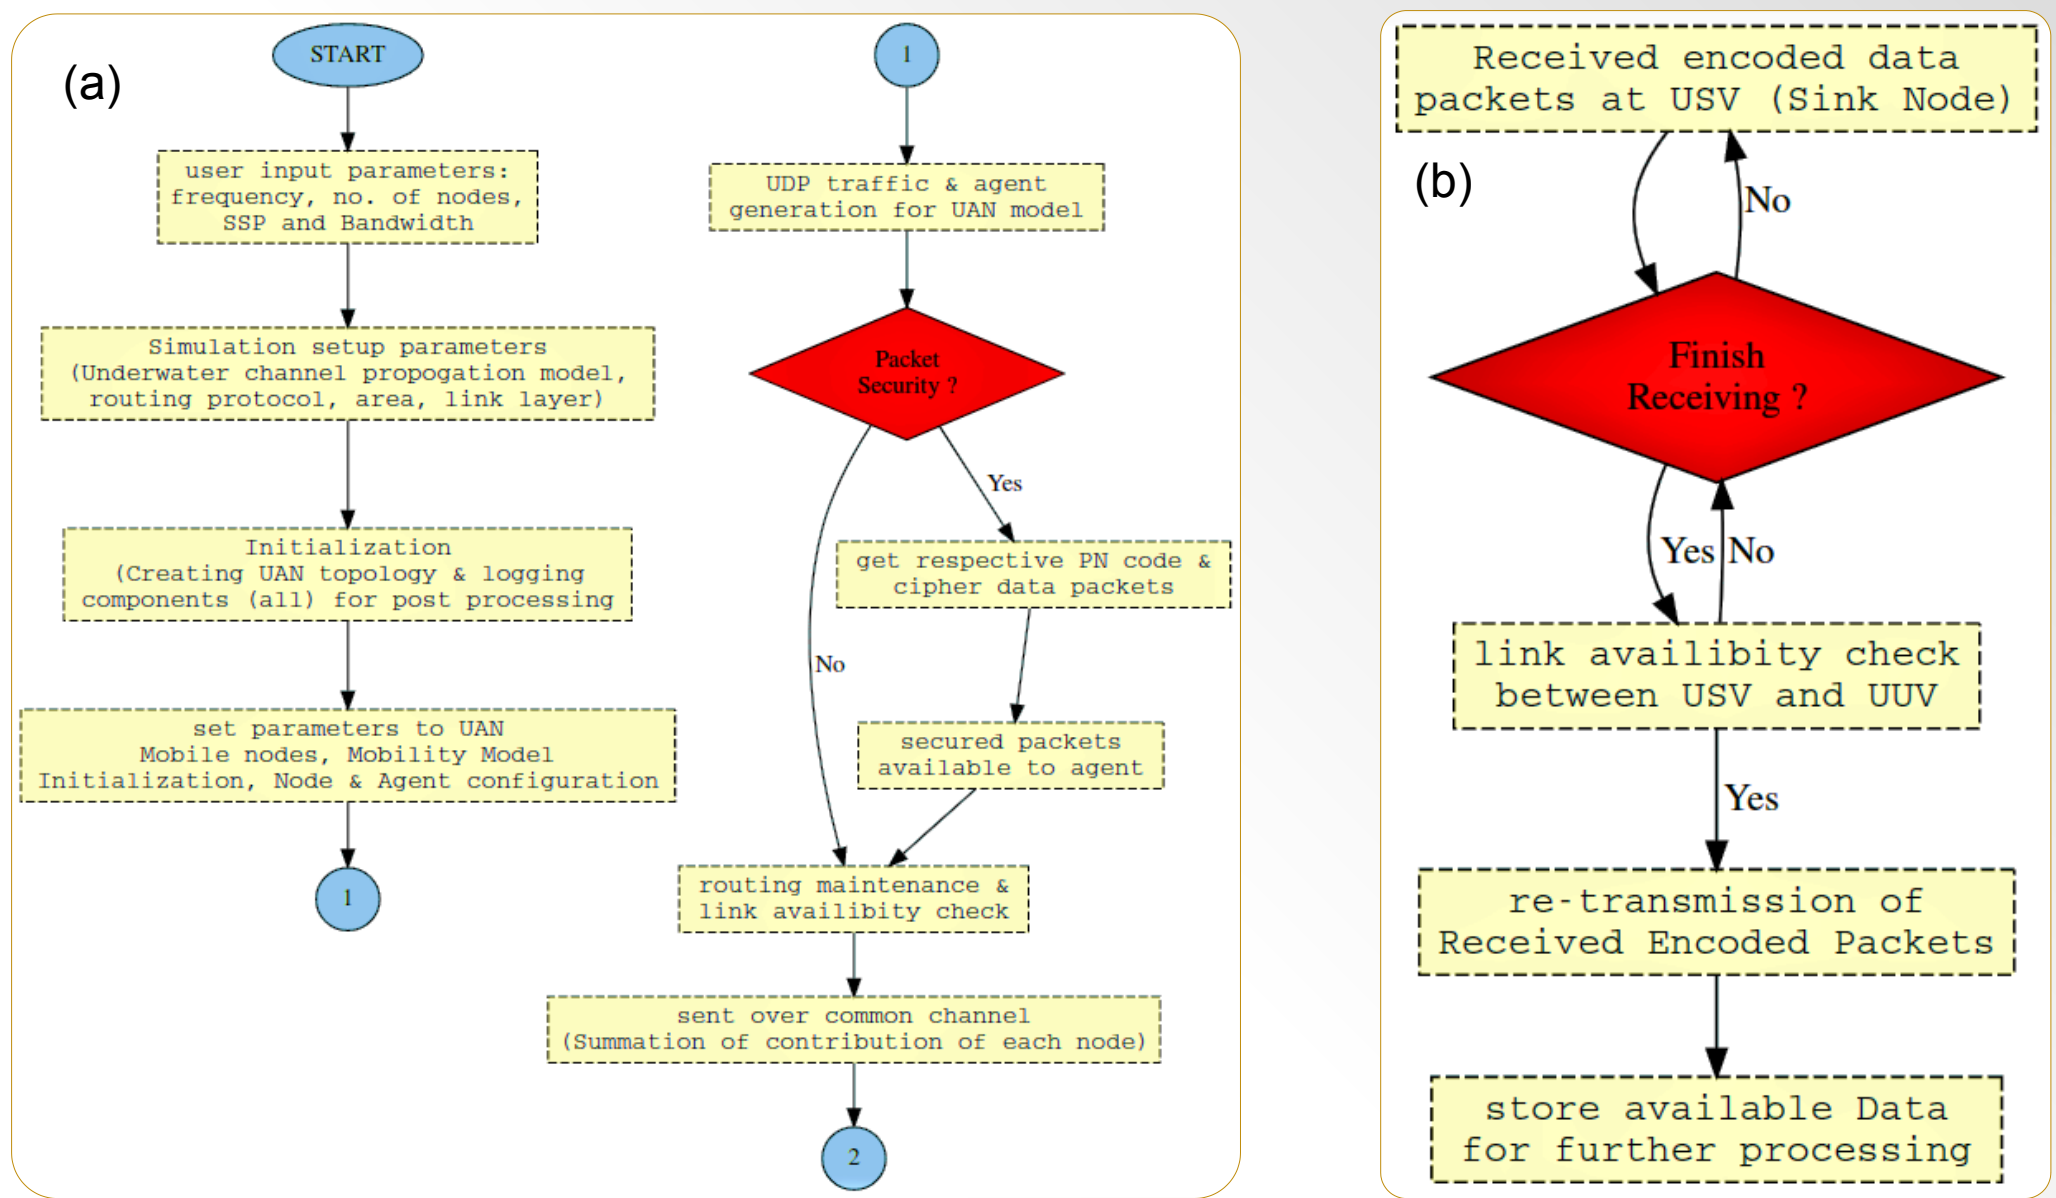 (a)
START
user input parameters:
frequency, no. of nodes,
SSP and Bandwidth
Simulation setup parameters
(Underwater channel propogation model,
routing protocol, area, link layer)
Initialization
(Creating UAN topology & logging
components (all) for post processing
set parameters to UAN
Mobile nodes, Mobility Model
Initialization, Node & Agent configuration
1
1
UDP traffic & agent
generation for UAN model
Packet
Security ?
Yes
get respective PN code &
cipher data packets
No
secured packets
available to agent
routing maintenance &
link availibity check
sent over common channel
(Summation of contribution of each node)
2
(b)
Received encoded data
packets at USV (Sink Node)
No
Finish
Receiving ?
Yes No
link availibity check
between USV and UUV
Yes
re-transmission of
Received Encoded Packets
store available Data
for further processing